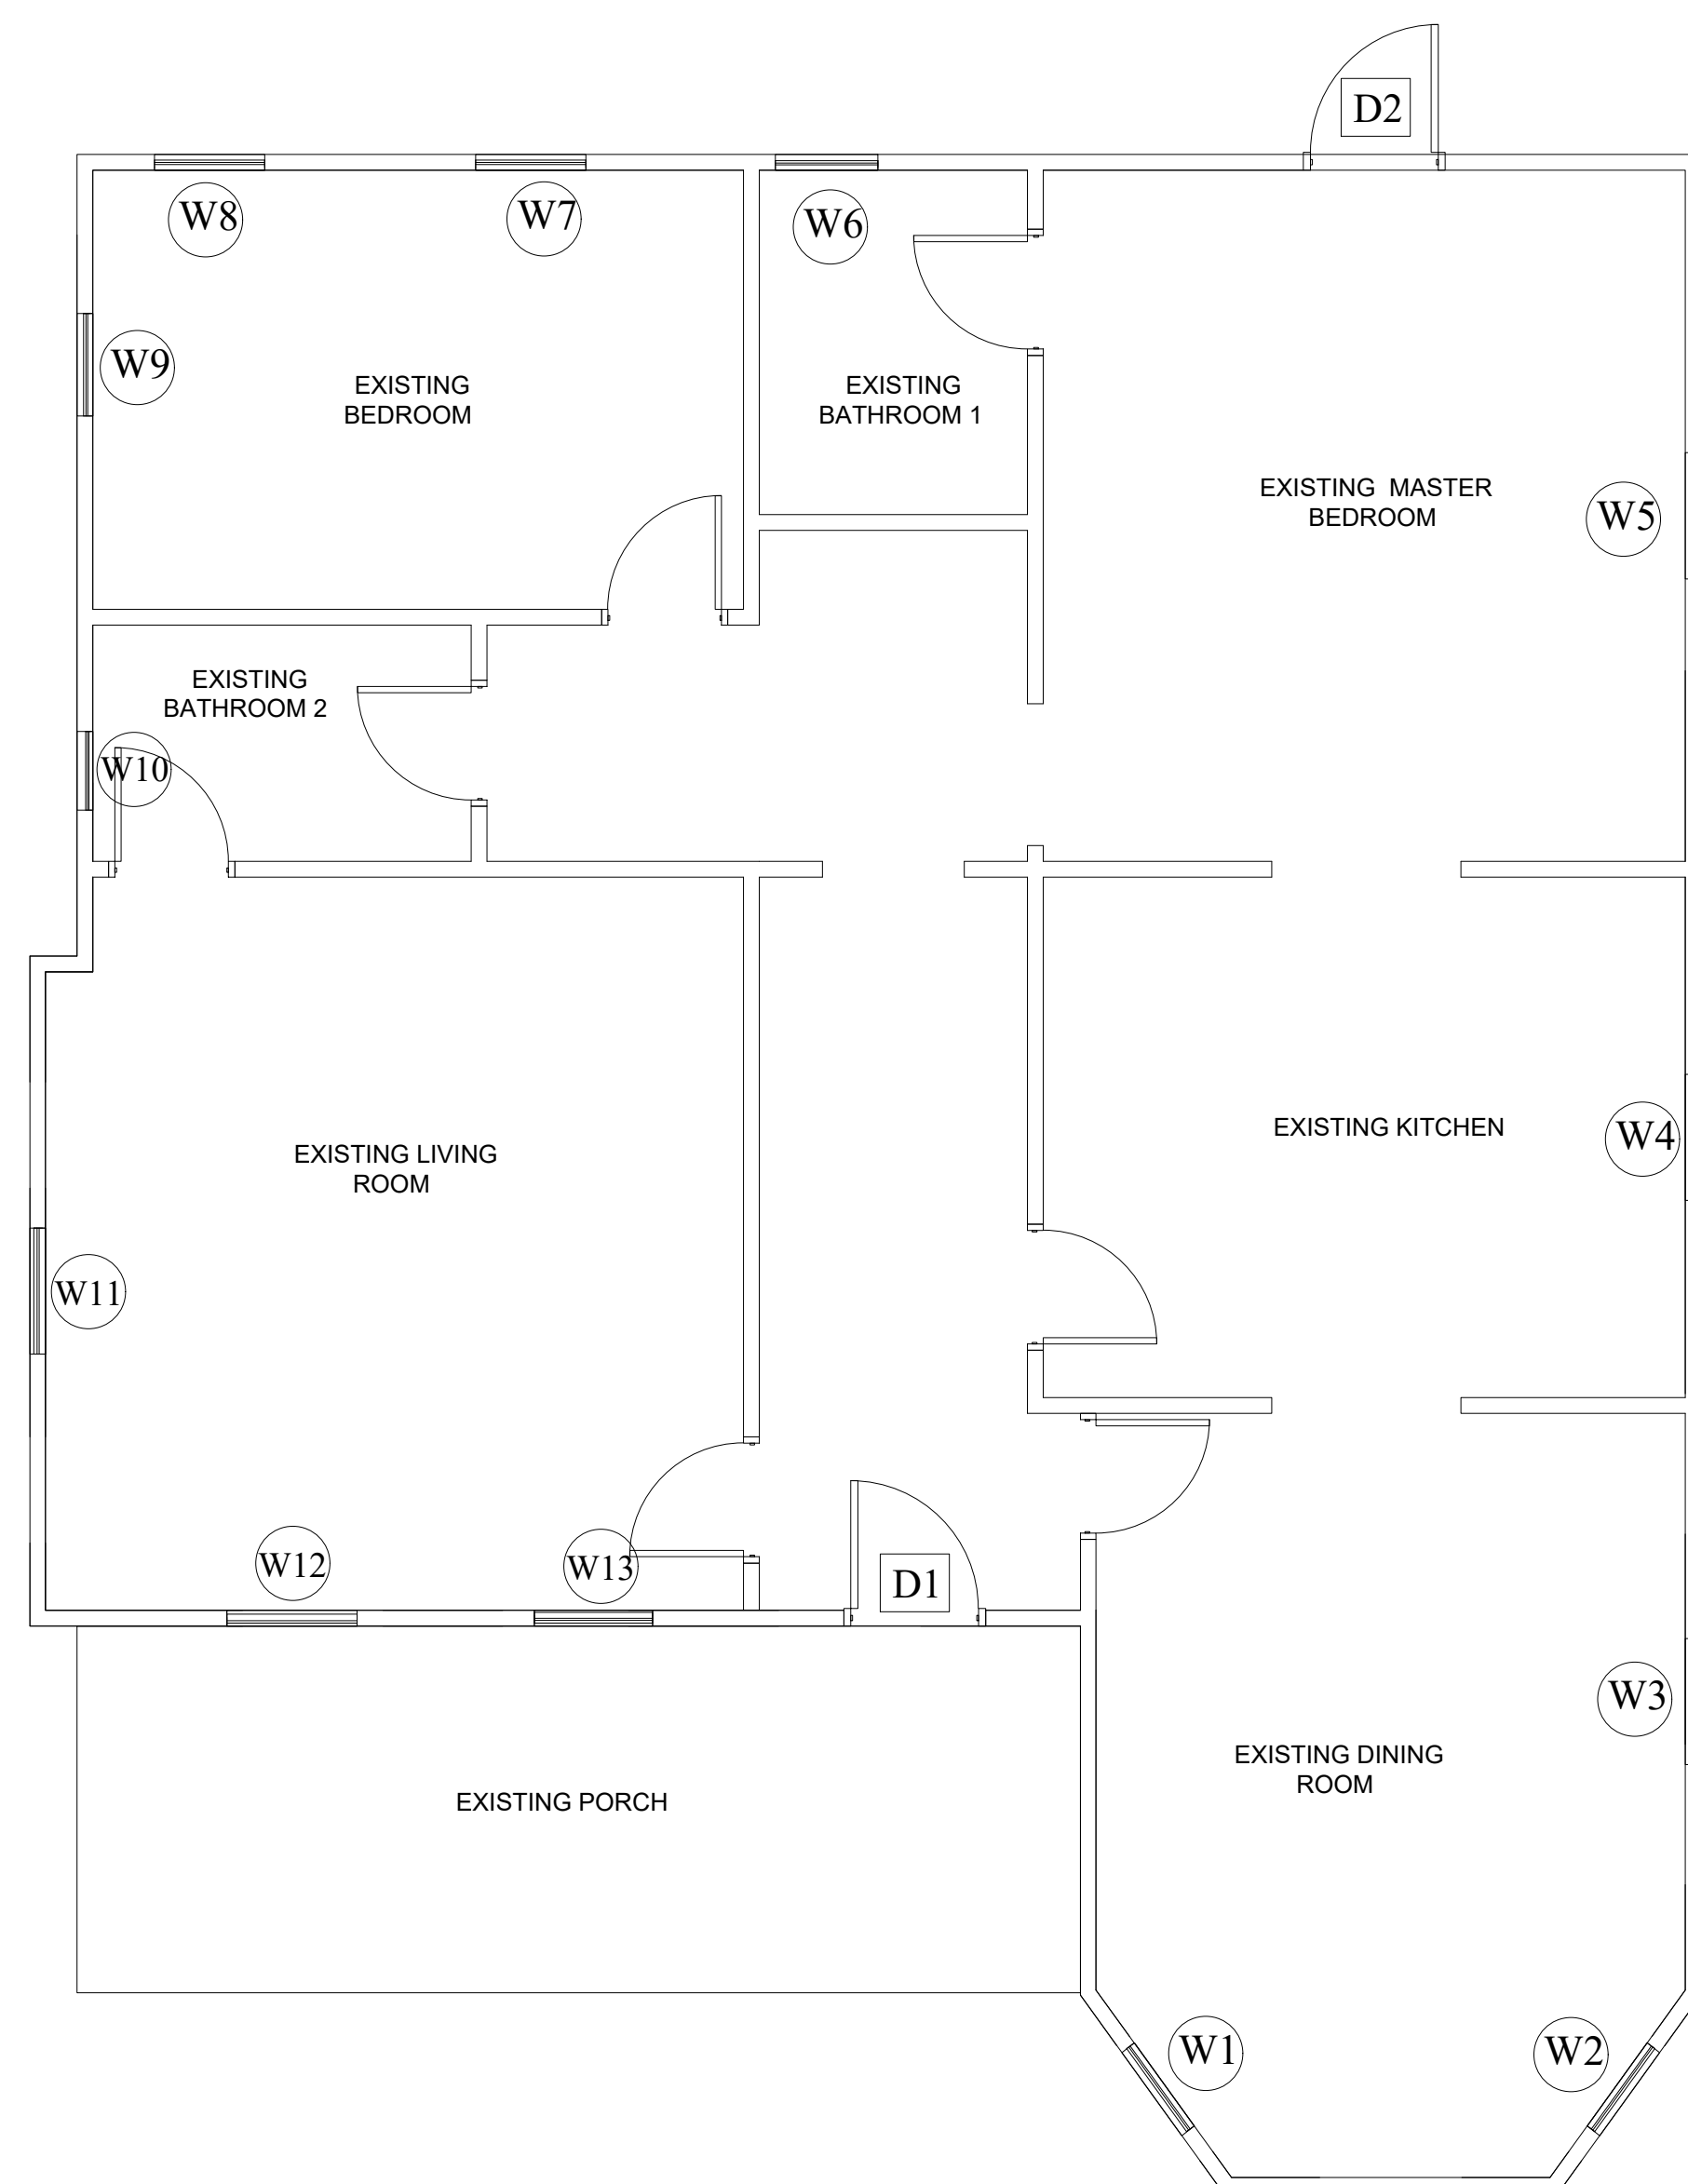 D2
W8
W7
W6
W9
EXISTING
BEDROOM
EXISTING
BATHROOM 1
EXISTING  MASTER
BEDROOM
W5
EXISTING
BATHROOM 2
W10
EXISTING LIVING
ROOM
EXISTING KITCHEN
W4
W11
W12
W13
D1
W3
EXISTING DINING
ROOM
EXISTING PORCH
W1
W2